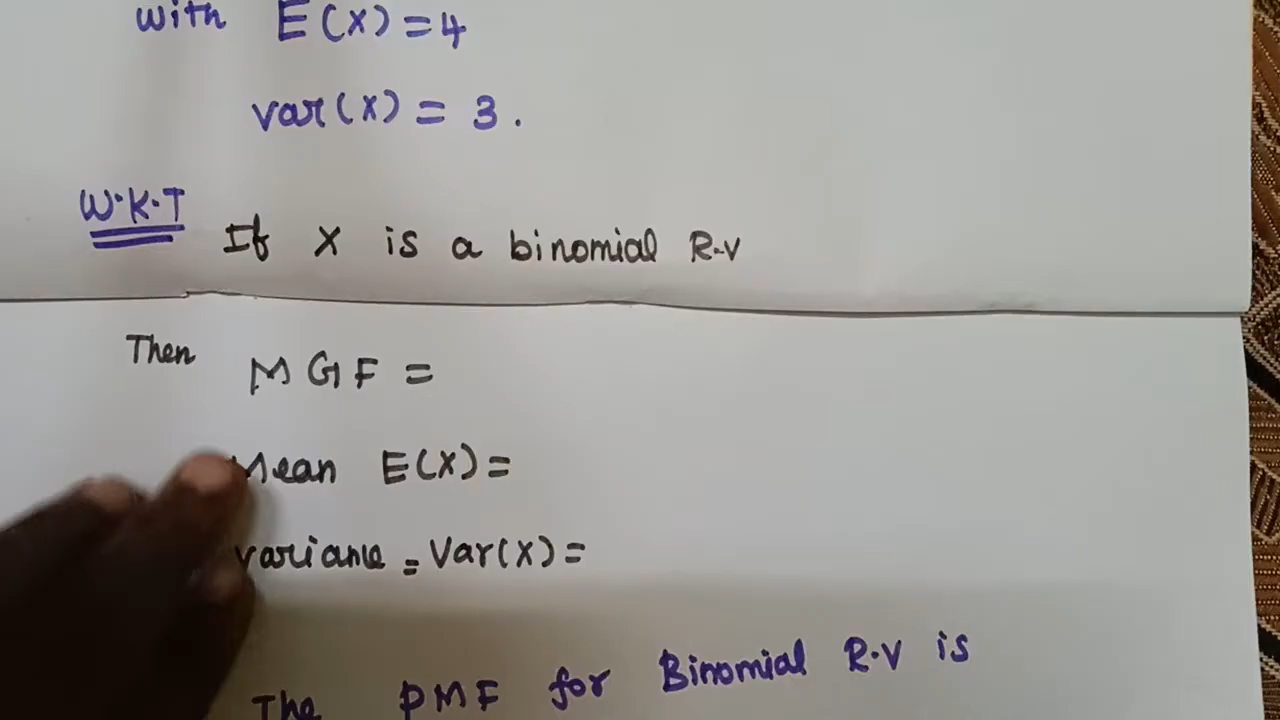 with E(X)=4
var(X) = 3.
W.K.T If X is a binomial R.V
Then MGF =
Mean E(X)=
variance = Var(X)=
The PMF for Binomial R.V is